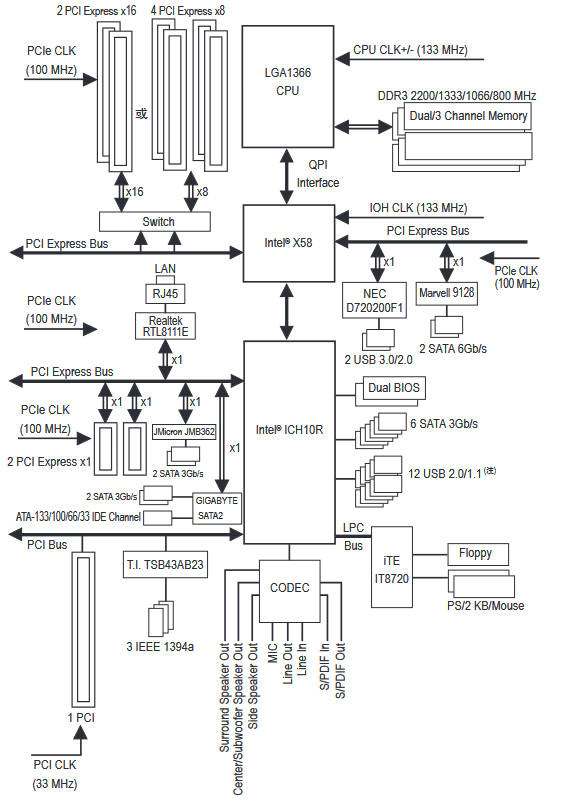 2 PCI Express x16
4 PCI Express x8
PCIe CLK
(100 MHz)
或
x16
x8
Switch
PCI Express Bus
LGA1366
CPU
CPU CLK+/- (133 MHz)
DDR3 2200/1333/1066/800 MHz
Dual/3 Channel Memory
QPI
Interface
Intel® X58
IOH CLK (133 MHz)
PCI Express Bus
x1
x1
PCIe CLK
(100 MHz)
NEC
D720200F1
Marvell 9128
2 USB 3.0/2.0
2 SATA 6Gb/s
LAN
RJ45
Realtek
RTL8111E
PCIe CLK
(100 MHz)
x1
PCI Express Bus
x1
x1
x1
x1
PCIe CLK
(100 MHz)
2 PCI Express x1
JMicron JMB362
2 SATA 3Gb/s
2 SATA 3Gb/s
ATA-133/100/66/33 IDE Channel
GIGABYTE
SATA2
Intel® ICH10R
Dual BIOS
6 SATA 3Gb/s
12 USB 2.0/1.1 (注)
PCI Bus
T.I. TSB43AB23
3 IEEE 1394a
1 PCI
PCI CLK
(33 MHz)
LPC
Bus
iTE
IT8720
Floppy
PS/2 KB/Mouse
CODEC
Surround Speaker Out
Center/Subwoofer Speaker Out
Side Speaker Out
MIC
Line Out
Line In
S/PDIF In
S/PDIF Out